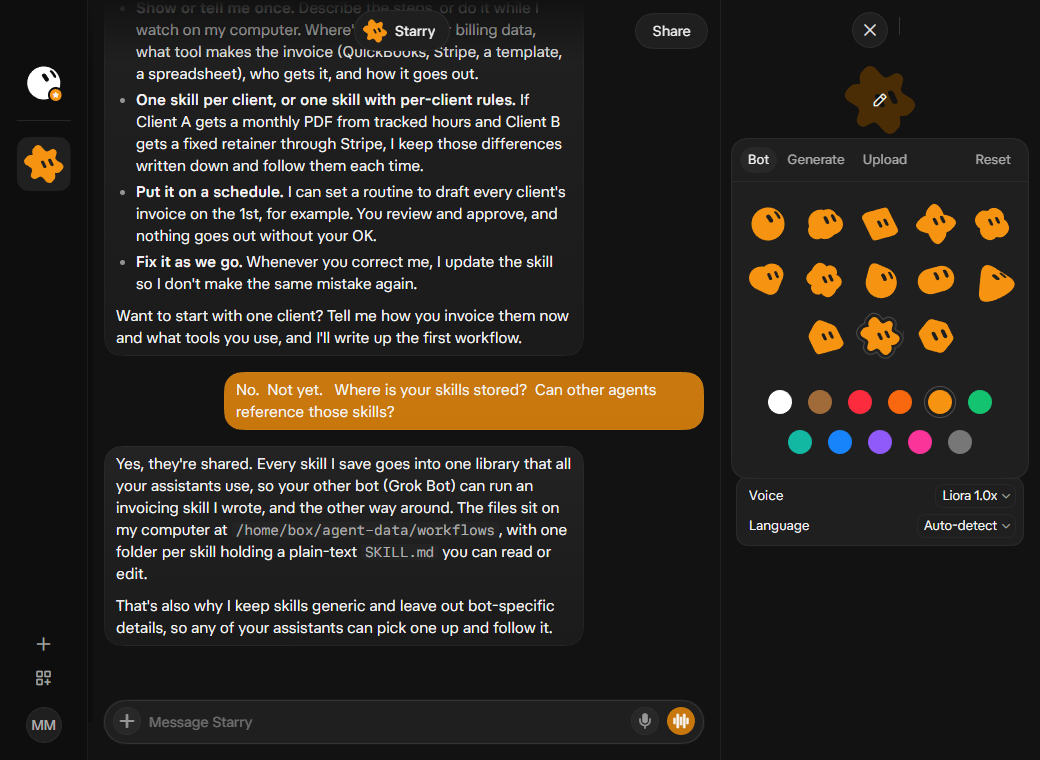 Show or tell me once. Describe the steps, or do it while I
watch on my computer. Where' billing data,
what tool makes the invoice (QuickBooks, Stripe, a template,
a spreadsheet), who gets it, and how it goes out.
One skill per client, or one skill with per-client rules. If
Client A gets a monthly PDF from tracked hours and Client B
gets a fixed retainer through Stripe, I keep those differences
written down and follow them each time.
Put it on a schedule. I can set a routine to draft every client's
invoice on the 1st, for example. You review and approve, and
nothing goes out without your OK.
Fix it as we go. Whenever you correct me, I update the skill
so I don't make the same mistake again.
Want to start with one client? Tell me how you invoice them now
and what tools you use, and I'll write up the first workflow.
Starry
Share
No. Not yet. Where is your skills stored? Can other agents
reference those skills?
Yes, they're shared. Every skill I save goes into one library that all
your assistants use, so your other bot (Grok Bot) can run an
invoicing skill I wrote, and the other way around. The files sit on
my computer at /home/box/agent-data/workflows, with one
folder per skill holding a plain-text SKILL.md you can read or
edit.
That's also why I keep skills generic and leave out bot-specific
details, so any of your assistants can pick one up and follow it.
MM
Message Starry
Bot Generate Upload Reset
Voice Liora 1.0x
Language Auto-detect